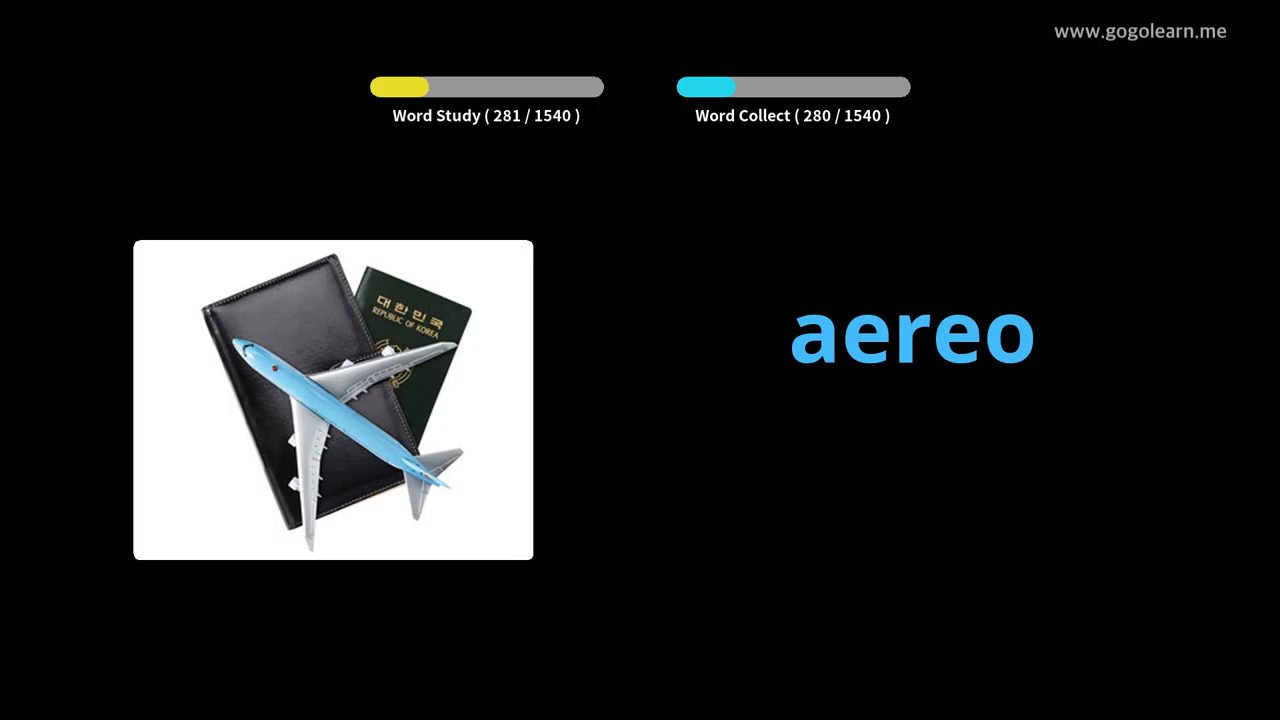 www.gogolearn.me
Word Study ( 281 / 1540 )
Word Collect ( 280 / 1540 )
대한민국
REPUBLIC OF KOREA
aereo